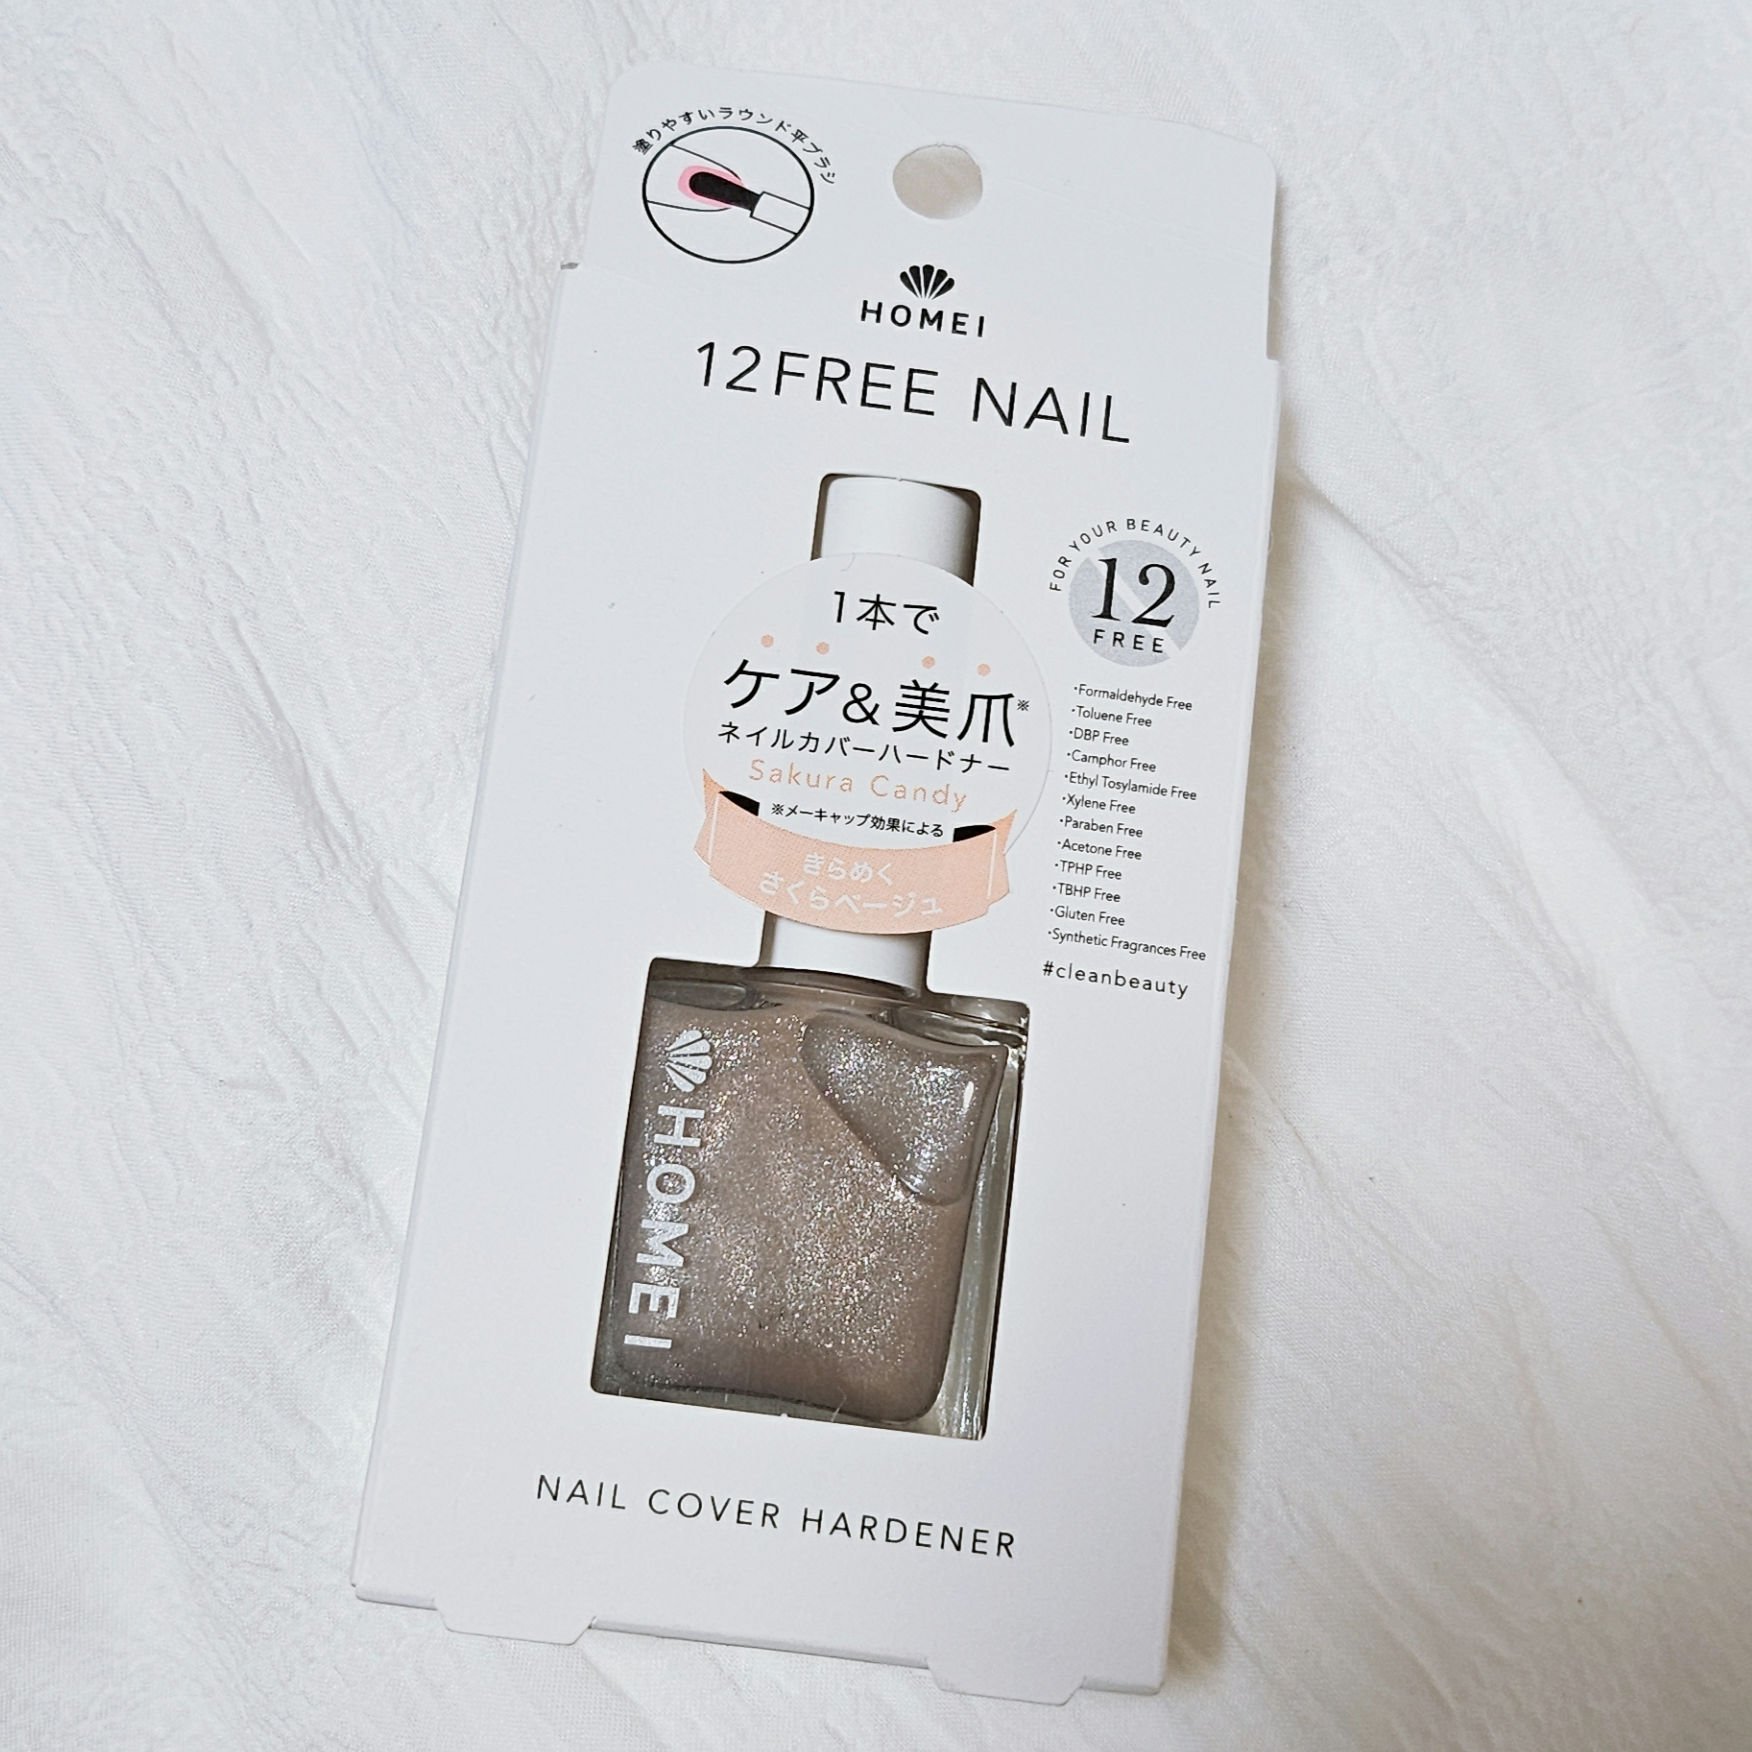 塗りやすいラウンド平ブラシ
HOMEI
12FREE NAIL
1本で
ケア&美爪※
ネイルカバーハードナー
Sakura Candy
※メーキャップ効果による
きらめく
さくらベージュ
FOR YOUR BEAUTY NAIL
12
FREE
・Formaldehyde Free
・Toluene Free
・DBP Free
・Camphor Free
・Ethyl Tosylamide Free
・Xylene Free
・Paraben Free
・Acetone Free
・TPHP Free
・TBHP Free
・Gluten Free
・Synthetic Fragrances Free
#cleanbeauty
HOMEI
NAIL COVER HARDENER